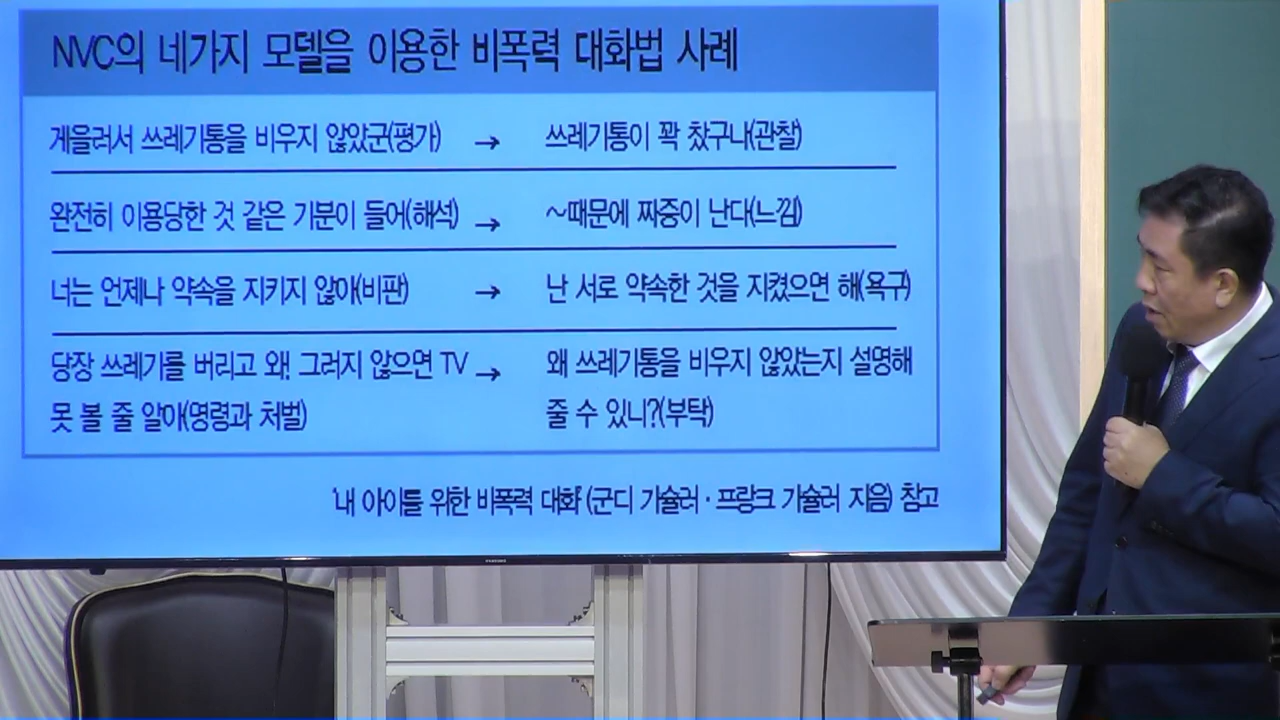 NVC의 네가지 모델을 이용한 비폭력 대화법 사례
게을러서 쓰레기통을 비우지 않았군(평가) → 쓰레기통이 꽉 찼구나(관찰)
완전히 이용당한 것 같은 기분이 들어(해석) → ~때문에 짜증이 난다(느낌)
너는 언제나 약속을 지키지 않아(비판) → 난 서로 약속한 것을 지켰으면 해(욕구)
당장 쓰레기를 버리고 와! 그러지 않으면 TV → 왜 쓰레기통을 비우지 않았는지 설명해
못 볼 줄 알아(명령과 처벌) 줄 수 있니?(부탁)
'내 아이를 위한 비폭력 대화' (군디 가슐러·프랑크 가슐러 지음) 참고
SAMSUNG